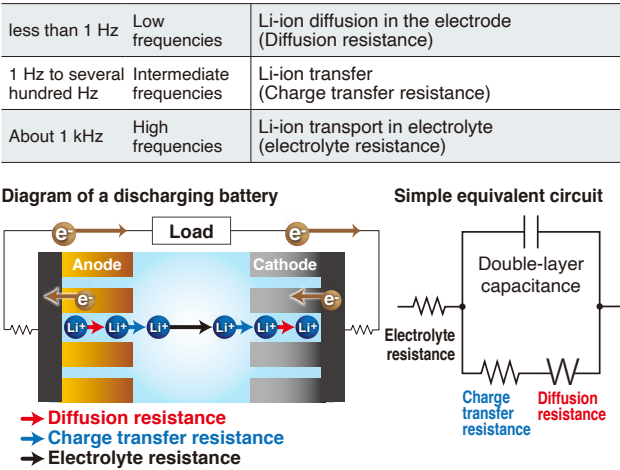 less than 1 Hz
Low
frequencies
Li-ion diffusion in the electrode
(Diffusion resistance)
1 Hz to several
hundred Hz
Intermediate
frequencies
Li-ion transfer
(Charge transfer resistance)
About 1 kHz
High
frequencies
Li-ion transport in electrolyte
(electrolyte resistance)
Diagram of a discharging battery
e-
Load
e-
Anode
Cathode
e-
e-
Li+
Li+
Li+
Li+
Li+
Li+
Diffusion resistance
Charge transfer resistance
Electrolyte resistance
Simple equivalent circuit
Double-layer
capacitance
Electrolyte
resistance
Charge
transfer
resistance
Diffusion
resistance